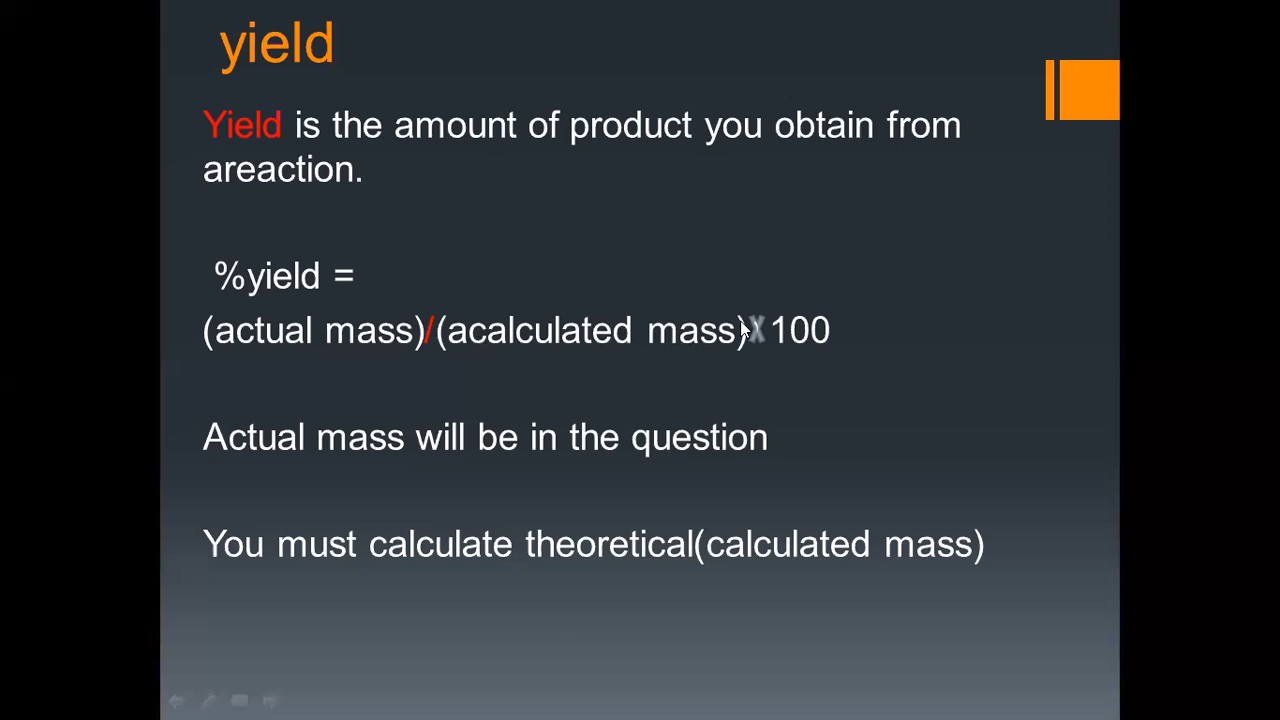 yield
Yield is the amount of product you obtain from
areaction.
%yield =
(actual mass)/(acalculated mass) X 100
Actual mass will be in the question
You must calculate theoretical(calculated mass)